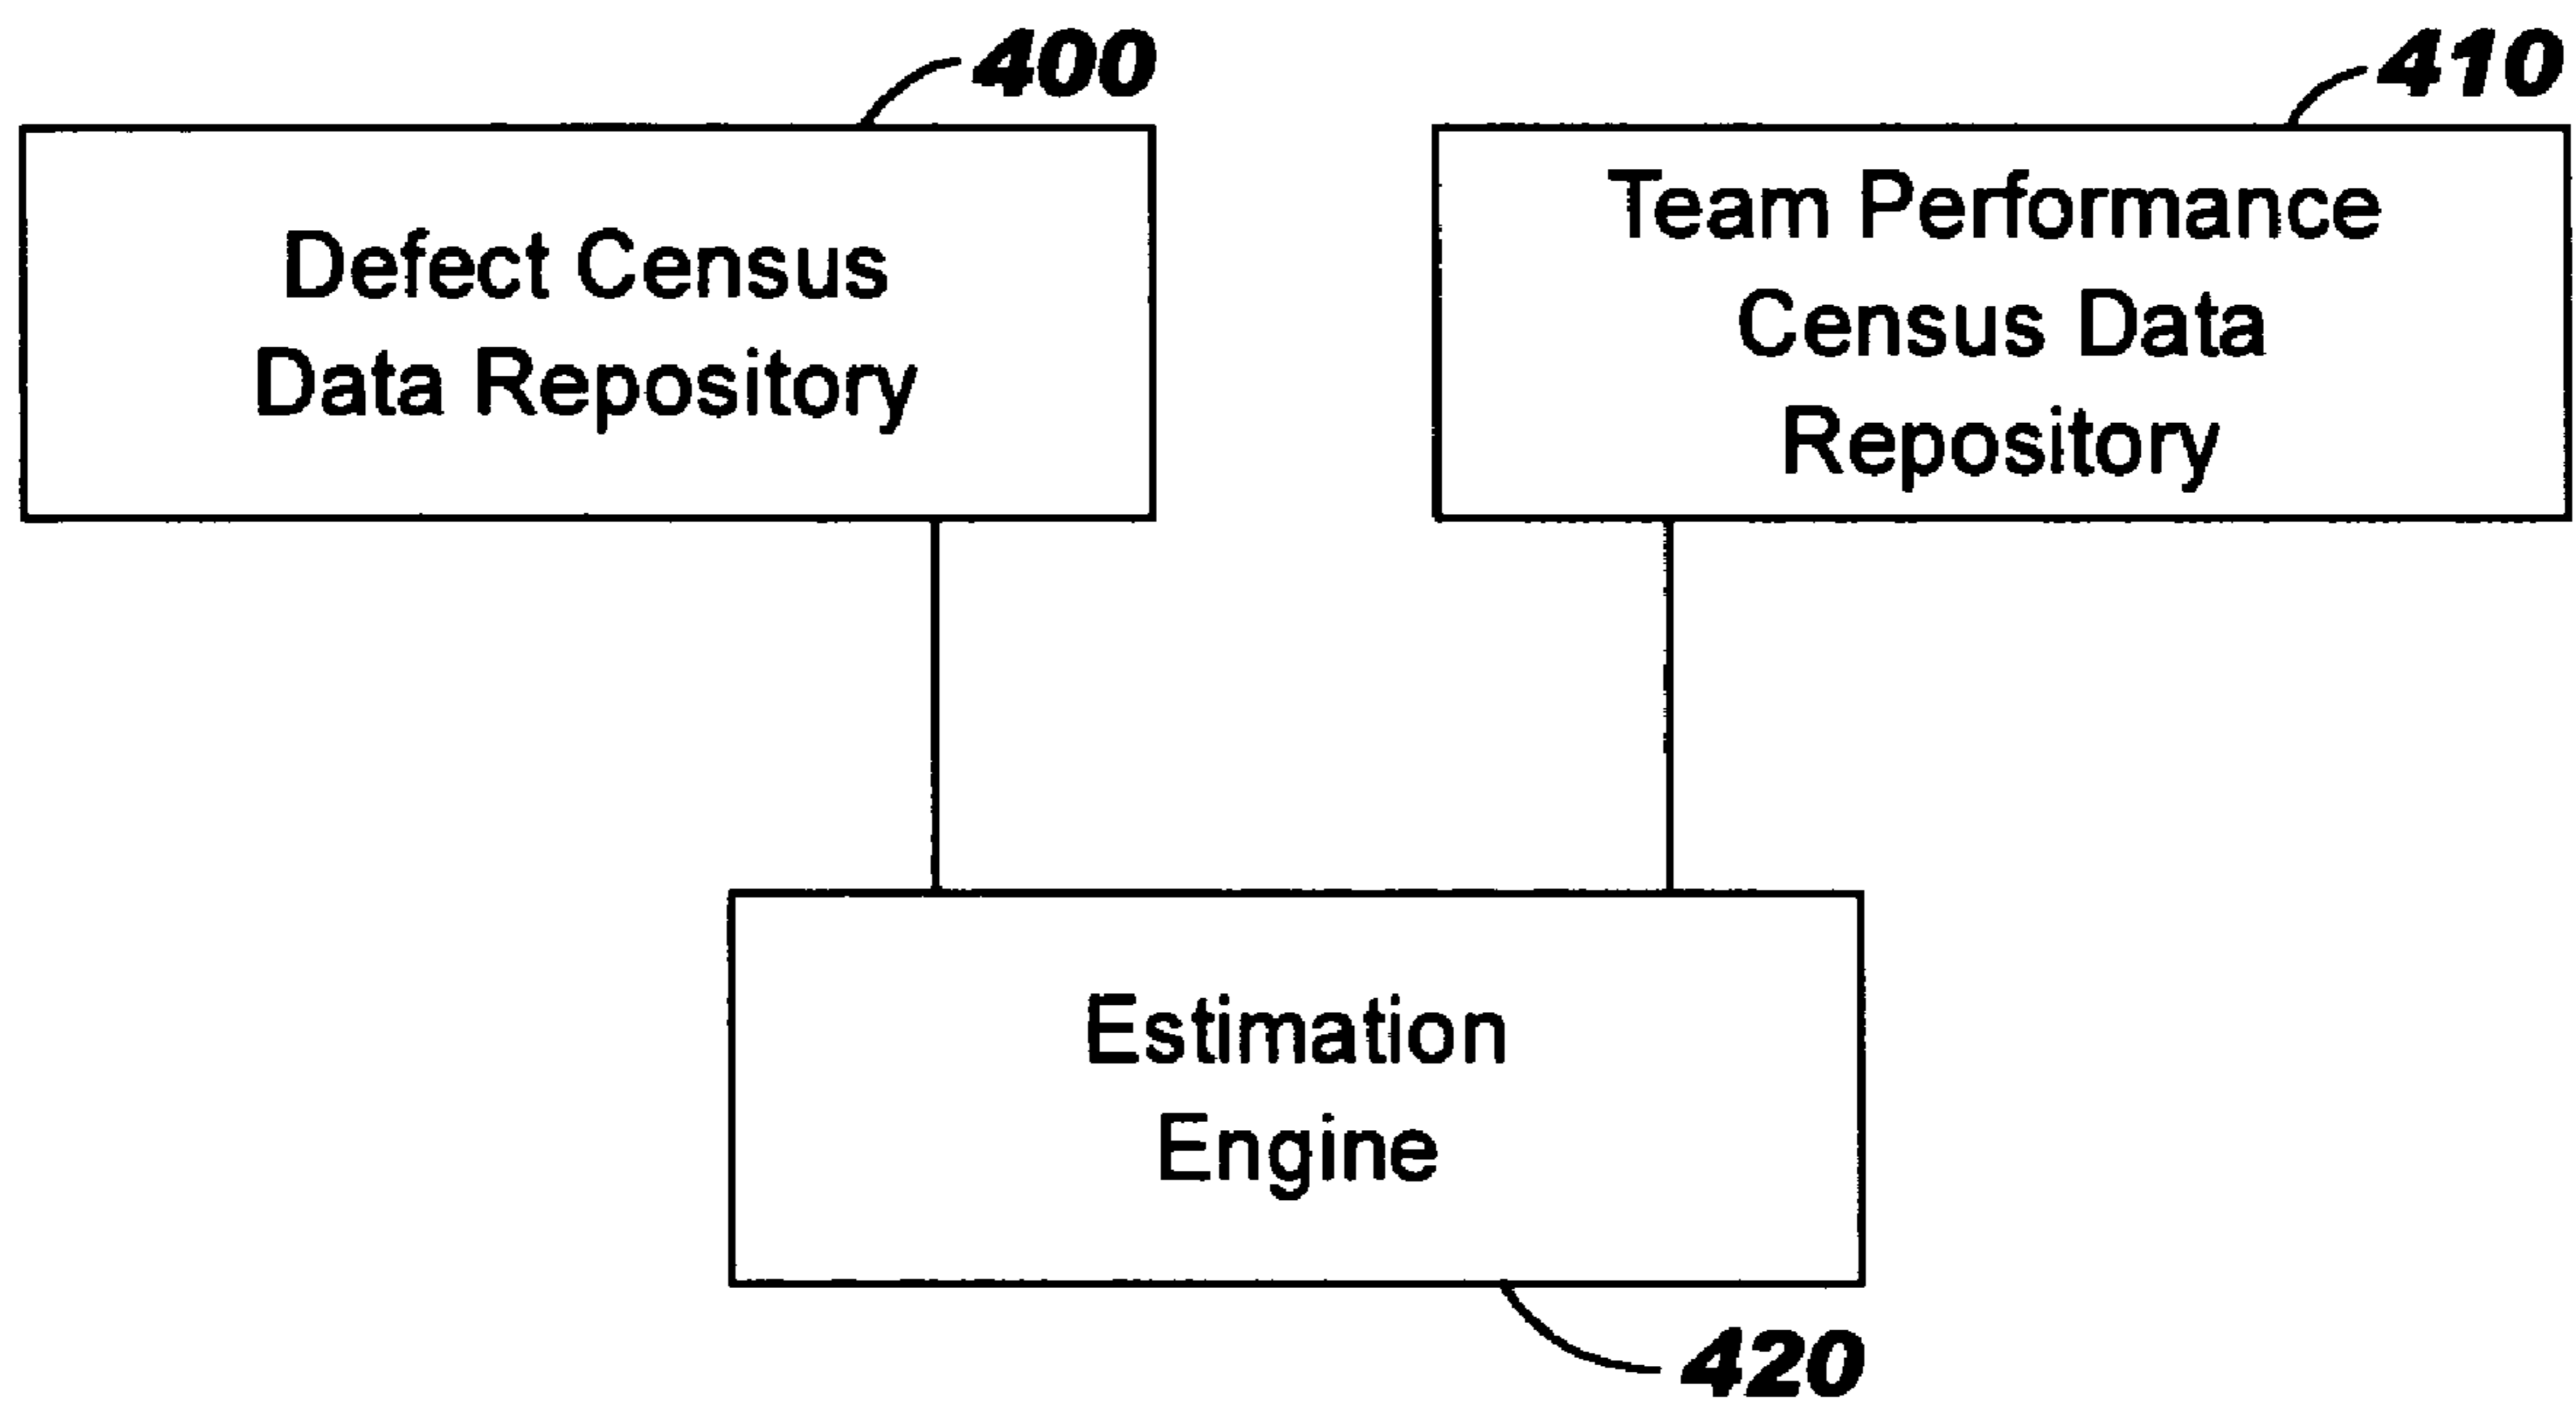 400
Defect Census
Data Repository
410
Team Performance
Census Data
Repository
Estimation
Engine
420